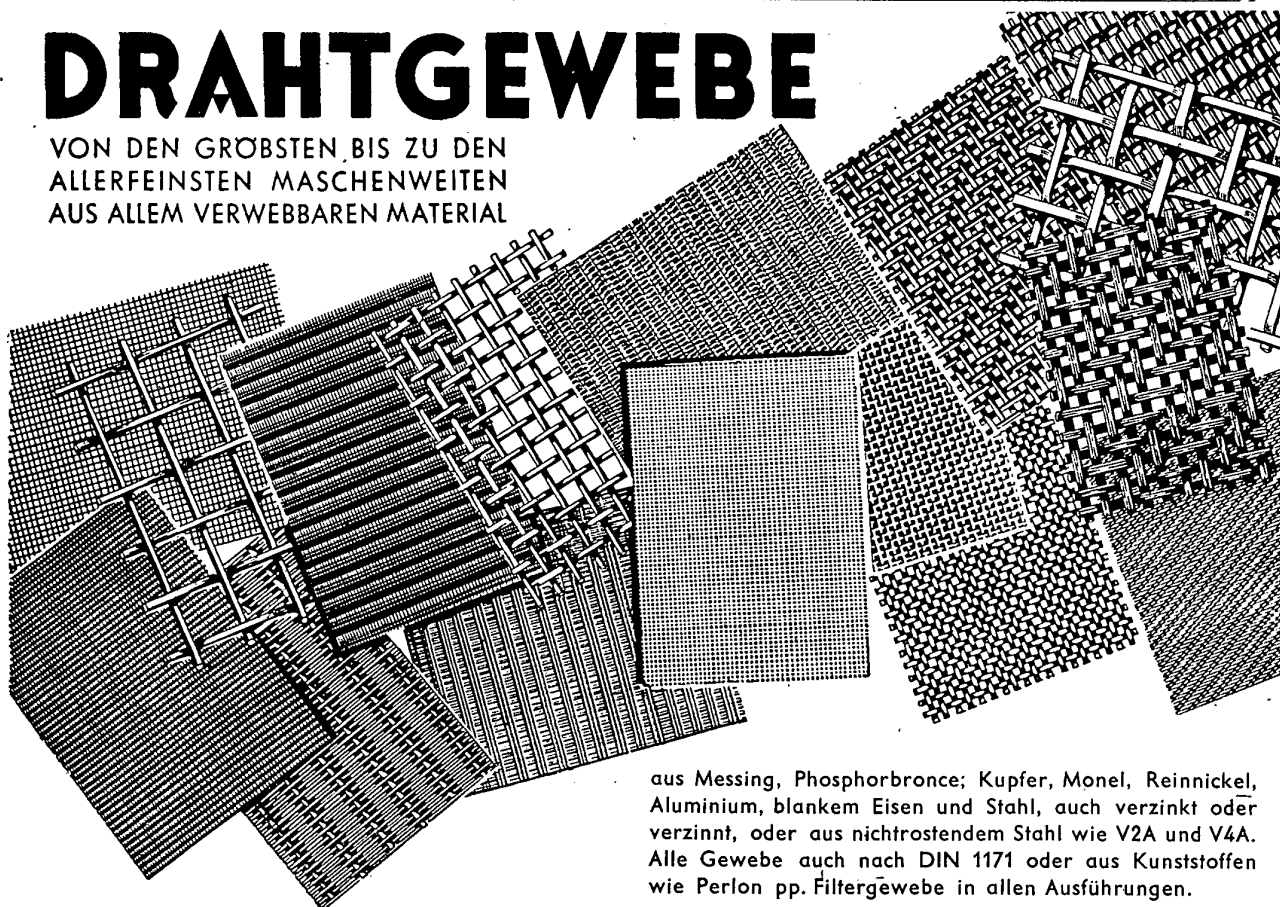 DRAHTGEWEBE
VON DEN GRÖBSTEN BIS ZU DEN
ALLERFEINSTEN MASCHENWEITEN
AUS ALLEM VERWEBBAREN MATERIAL
aus Messing, Phosphorbronce; Kupfer, Monel, Reinnickel,
Aluminium, blankem Eisen und Stahl, auch verzinkt oder
verzinnt, oder aus nichtrostendem Stahl wie V2A und V4A.
Alle Gewebe auch nach DIN 1171 oder aus Kunststoffen
wie Perlon pp. Filtergewebe in allen Ausführungen.